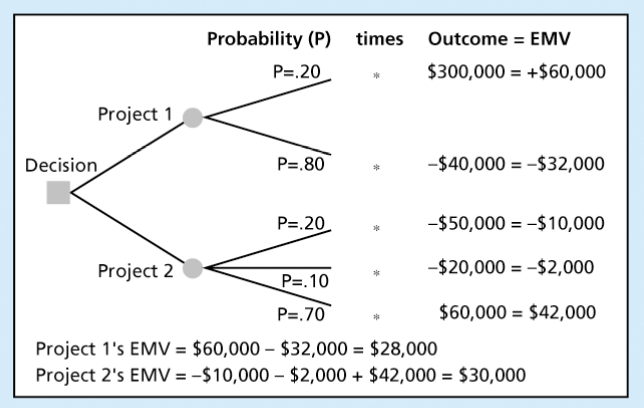 Probability (P) times Outcome = EMV
P=.20 * $300,000 = +$60,000
Project 1
Decision
P=.80 * –$40,000 = –$32,000
P=.20 * –$50,000 = –$10,000
Project 2
P=.10 * –$20,000 = –$2,000
P=.70 * $60,000 = $42,000
Project 1's EMV = $60,000 – $32,000 = $28,000
Project 2's EMV = –$10,000 – $2,000 + $42,000 = $30,000